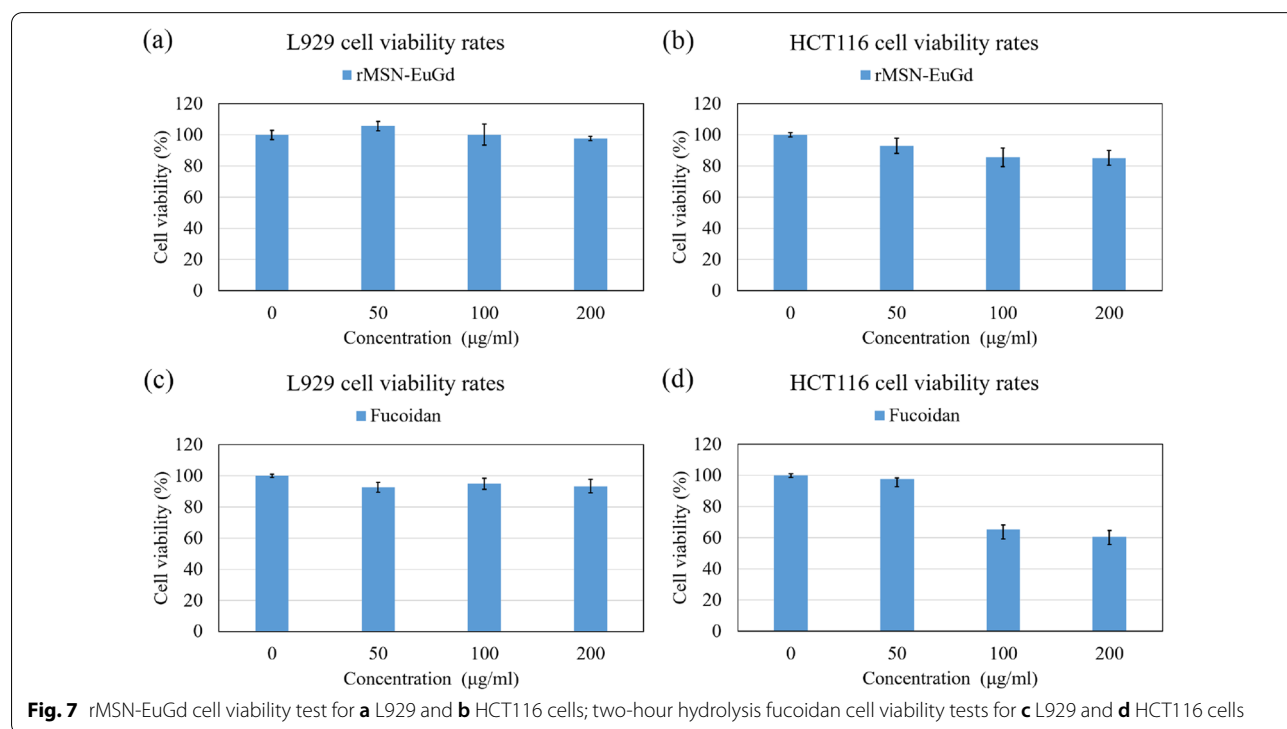 (a)
L929 cell viability rates
rMSN-EuGd
Cell viability (%)
120
100
80
60
40
20
0
0 50 100 200
Concentration (μg/ml)
(b)
HCT116 cell viability rates
rMSN-EuGd
Cell viability (%)
120
100
80
60
40
20
0
0 50 100 200
Concentration (μg/ml)
(c)
L929 cell viability rates
Fucoidan
Cell viability (%)
120
100
80
60
40
20
0
0 50 100 200
Concentration (μg/ml)
(d)
HCT116 cell viability rates
Fucoidan
Cell viability (%)
120
100
80
60
40
20
0
0 50 100 200
Concentration (μg/ml)
Fig. 7 rMSN-EuGd cell viability test for a L929 and b HCT116 cells; two-hour hydrolysis fucoidan cell viability tests for c L929 and d HCT116 cells